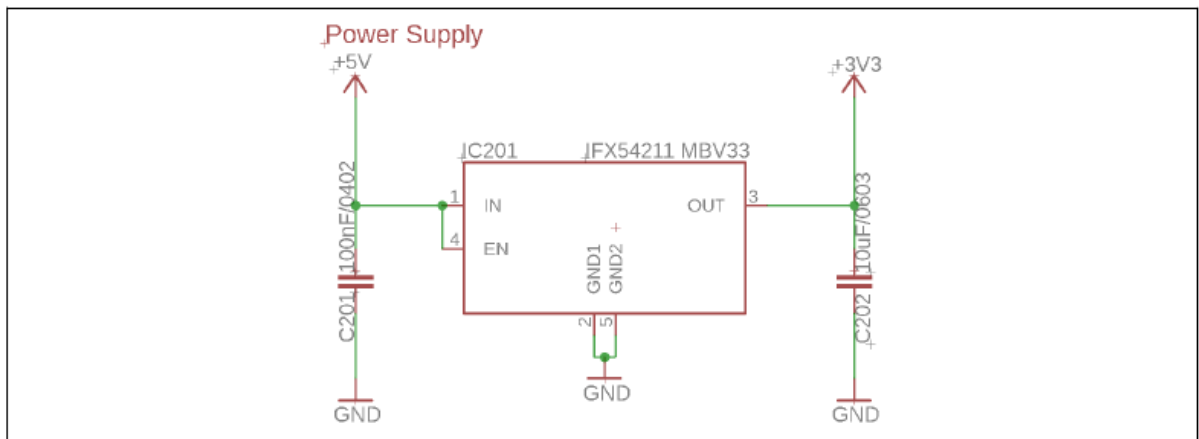 Power Supply
+5V
+3V3
IC201
IFX54211 MBV33
100nF/0402
C201
1
IN
4
EN
GND1
GND2
OUT
3
2
5
10uF/0603
C202
GND
GND
GND